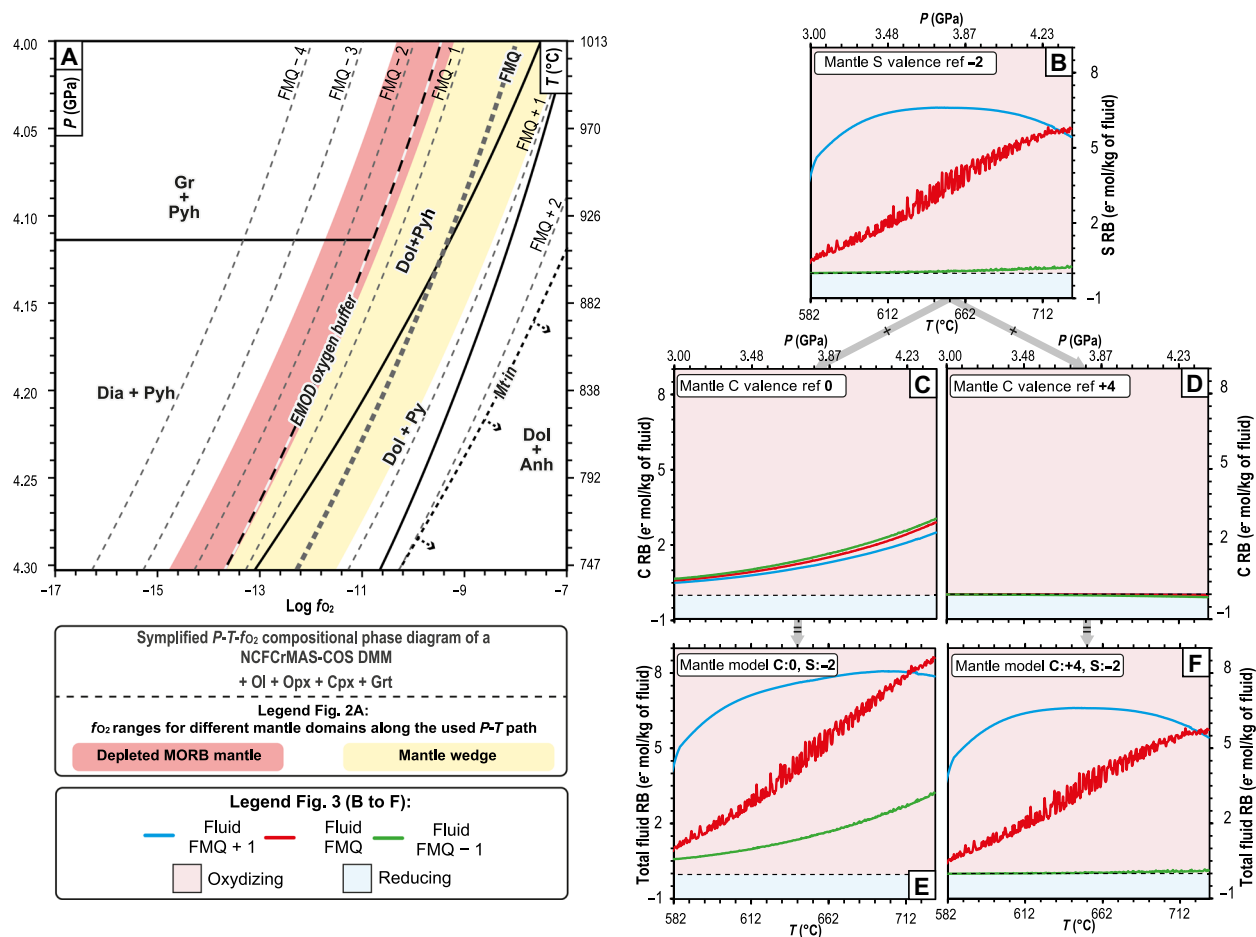 A
P (GPa)
T (°C)
4.00
4.05
4.10
4.15
4.20
4.25
4.30
1013
970
926
882
838
792
747
FMQ - 4
FMQ - 3
FMQ - 2
FMQ - 1
FMQ
FMQ + 1
FMQ + 2
Gr
+
Pyh
Dol+Pyh
EMOD oxygen buffer
Dia + Pyh
Dol + Py
Mt-in
Dol
+
Anh
−17
−15
−13
−11
−9
−7
Log fO2
Symplified P-T-fO2 compositional phase diagram of a
NCFCrMAS-COS DMM
+ Ol + Opx + Cpx + Grt
Legend Fig. 2A:
fO2 ranges for different mantle domains along the used P-T path
Depleted MORB mantle
Mantle wedge
Legend Fig. 3 (B to F):
Fluid
FMQ + 1
Fluid
FMQ
Fluid
FMQ − 1
Oxydizing
Reducing
P (GPa)
3.00
3.48
3.87
4.23
Mantle S valence ref −2
B
8
5
2
−1
S RB (e- mol/kg of fluid)
582
612
662
712
T (°C)
+
+
P (GPa)
3.00
3.48
3.87
4.23
Mantle C valence ref 0
C
8
5
2
−1
C RB (e- mol/kg of fluid)
P (GPa)
3.00
3.48
3.87
4.23
Mantle C valence ref +4
D
8
5
2
−1
C RB (e- mol/kg of fluid)
=
=
Mantle model C:0, S:−2
E
8
5
2
−1
Total fluid RB (e- mol/kg of fluid)
582
612
662
712
T (°C)
Mantle model C:+4, S:−2
F
8
5
2
−1
Total fluid RB (e- mol/kg of fluid)
582
612
662
712
T (°C)